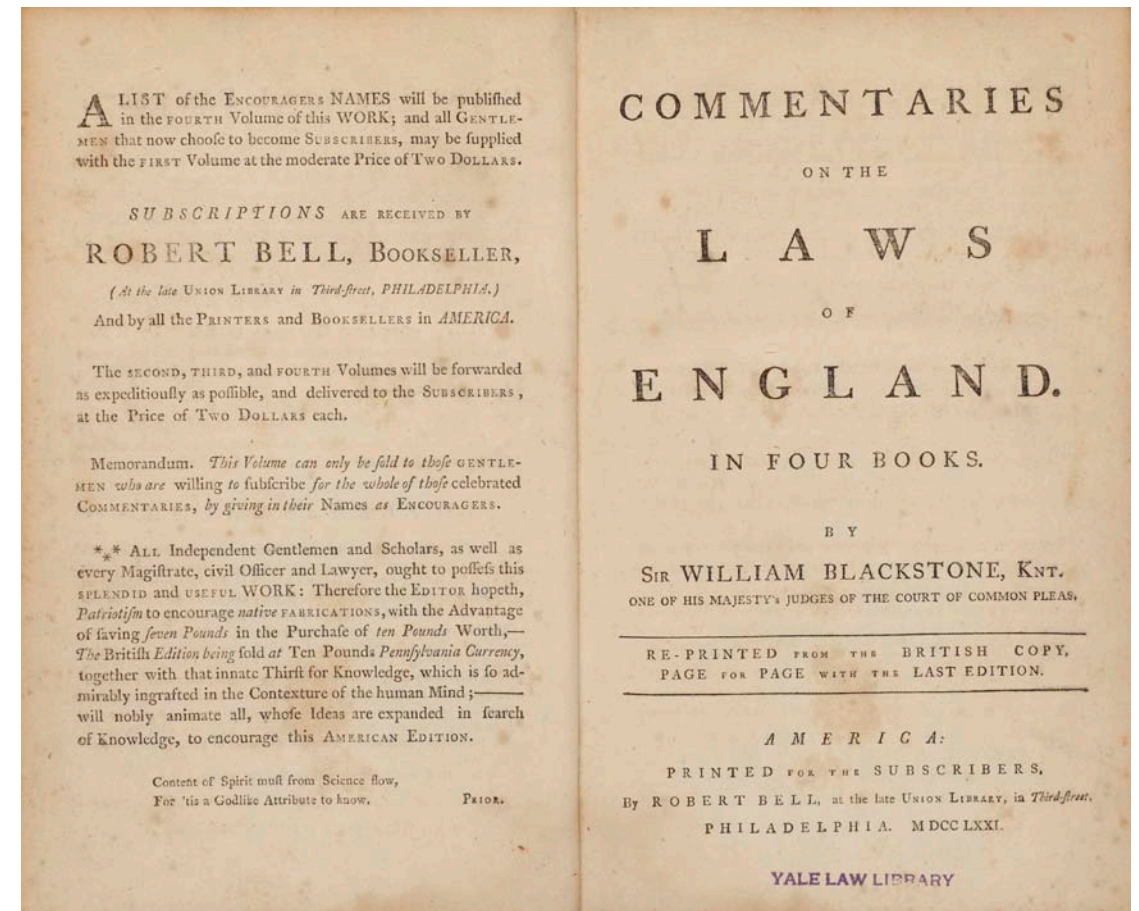 A LIST of the ENCOURAGERS NAMES will be publiſhed
in the FOURTH Volume of this WORK; and all GENTLE-
MEN that now chooſe to become SUBSCRIBERS, may be ſupplied
with the FIRST Volume at the moderate Price of TWO DOLLARS.
SUBSCRIPTIONS ARE RECEIVED BY
ROBERT BELL, BOOKSELLER,
(At the late UNION LIBRARY in Third-ſtreet, PHILADELPHIA.)
And by all the PRINTERS and BOOKSELLERS in AMERICA.
The SECOND, THIRD, and FOURTH Volumes will be forwarded
as expeditiouſly as poſſible, and delivered to the SUBSCRIBERS,
at the Price of TWO DOLLARS each.
Memorandum. This Volume can only be ſold to thoſe GENTLE-
MEN who are willing to ſubſcribe for the whole of thoſe celebrated
COMMENTARIES, by giving in their Names as ENCOURAGERS.
*⁎* ALL Independent Gentlemen and Scholars, as well as
every Magiſtrate, civil Officer and Lawyer, ought to poſſeſs this
SPLENDID and USEFUL WORK: Therefore the EDITOR hopeth,
Patriotiſm to encourage native FABRICATIONS, with the Advantage
of ſaving ſeven Pounds in the Purchaſe of ten Pounds Worth,—
The Britiſh Edition being ſold at Ten Pounds Pennſylvania Currency,
together with that innate Thirſt for Knowledge, which is ſo ad-
mirably ingrafted in the Contexture of the human Mind;——
will nobly animate all, whoſe Ideas are expanded in ſearch
of Knowledge, to encourage this AMERICAN EDITION.
Content of Spirit muſt from Science flow,
For 'tis a Godlike Attribute to know. PRIOR.
COMMENTARIES
ON THE
LAWS
OF
ENGLAND.
IN FOUR BOOKS.
BY
SIR WILLIAM BLACKSTONE, KNT.
ONE OF HIS MAJESTY's JUDGES OF THE COURT OF COMMON PLEAS.
RE-PRINTED FROM THE BRITISH COPY,
PAGE FOR PAGE WITH THE LAST EDITION.
AMERICA:
PRINTED FOR THE SUBSCRIBERS,
By ROBERT BELL, at the late UNION LIBRARY, in Third-ſtreet,
PHILADELPHIA. MDCCLXXI.
YALE LAW LIBRARY